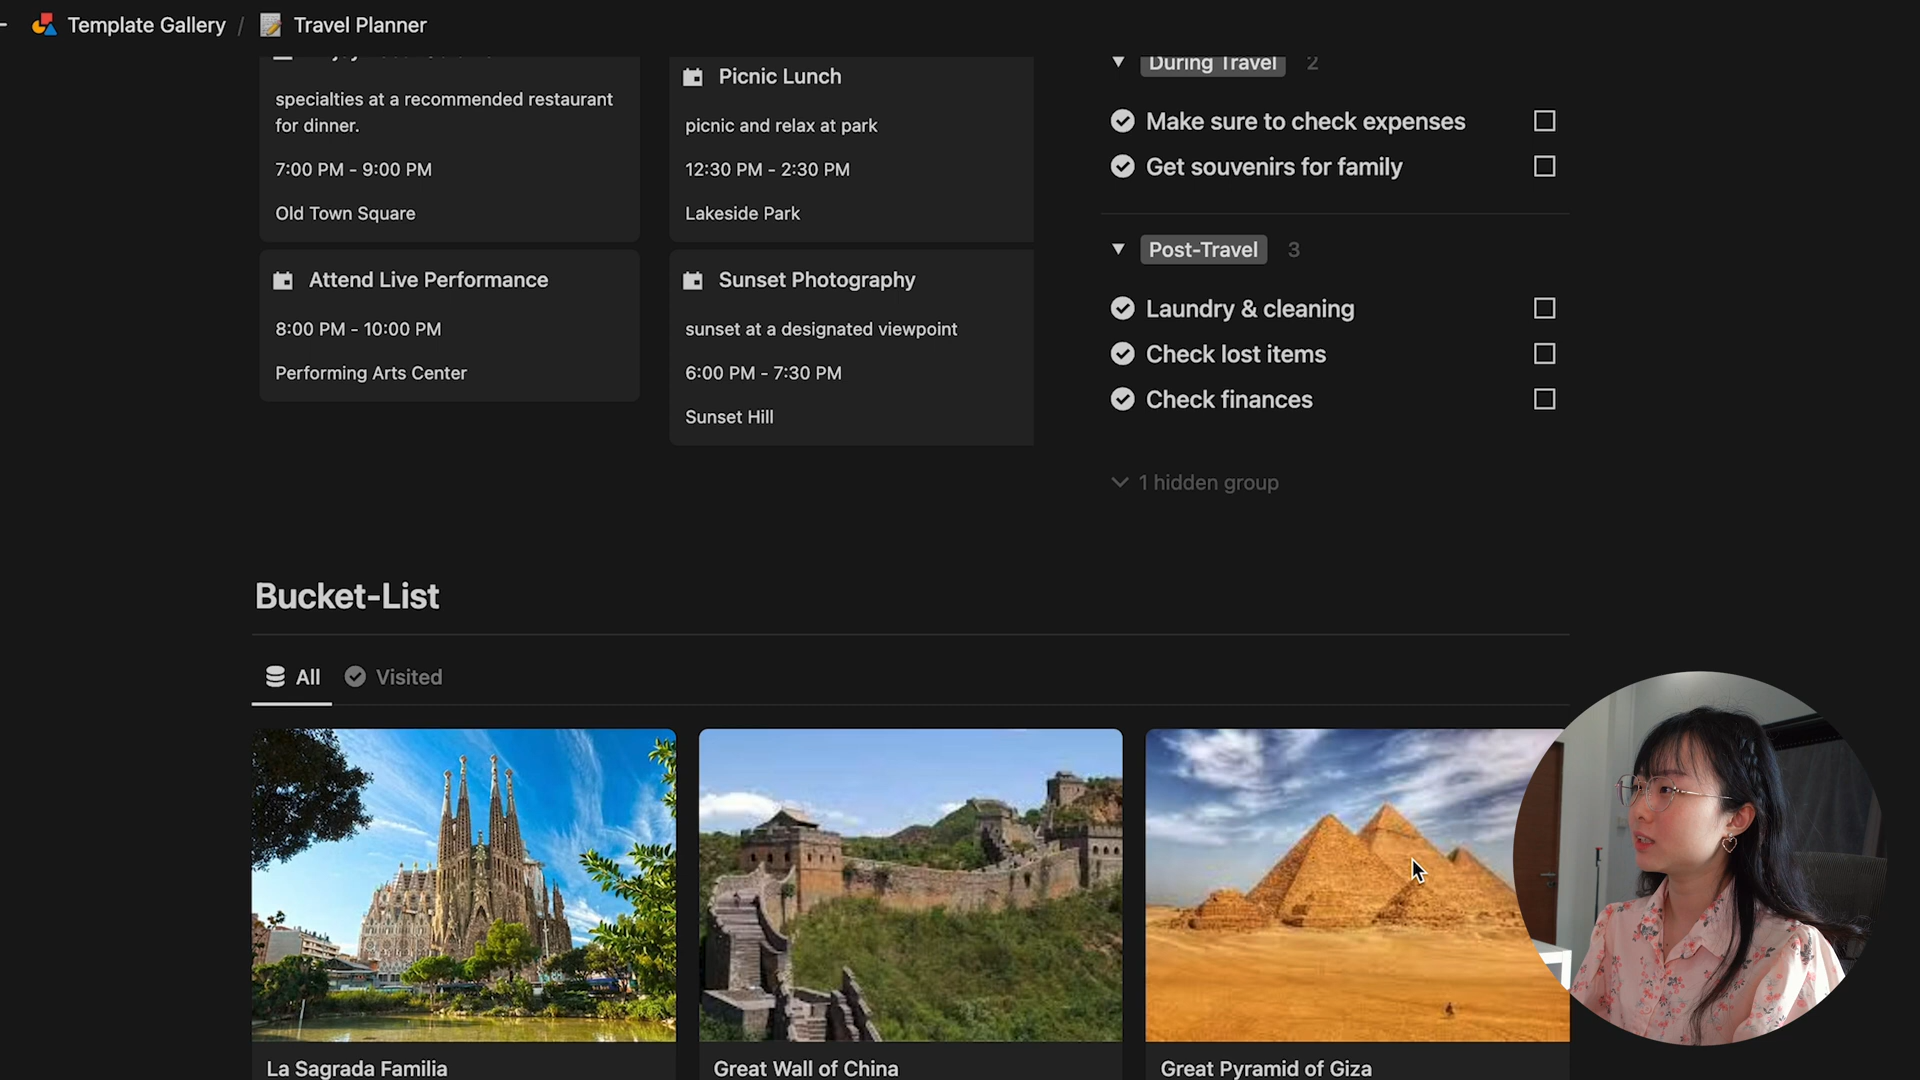 Template Gallery / Travel Planner
specialties at a recommended restaurant
for dinner.
7:00 PM - 9:00 PM
Old Town Square
Attend Live Performance
8:00 PM - 10:00 PM
Performing Arts Center
Picnic Lunch
picnic and relax at park
12:30 PM - 2:30 PM
Lakeside Park
Sunset Photography
sunset at a designated viewpoint
6:00 PM - 7:30 PM
Sunset Hill
During Travel 2
Make sure to check expenses
Get souvenirs for family
Post-Travel 3
Laundry & cleaning
Check lost items
Check finances
1 hidden group
Bucket-List
All Visited
La Sagrada Familia
Great Wall of China
Great Pyramid of Giza